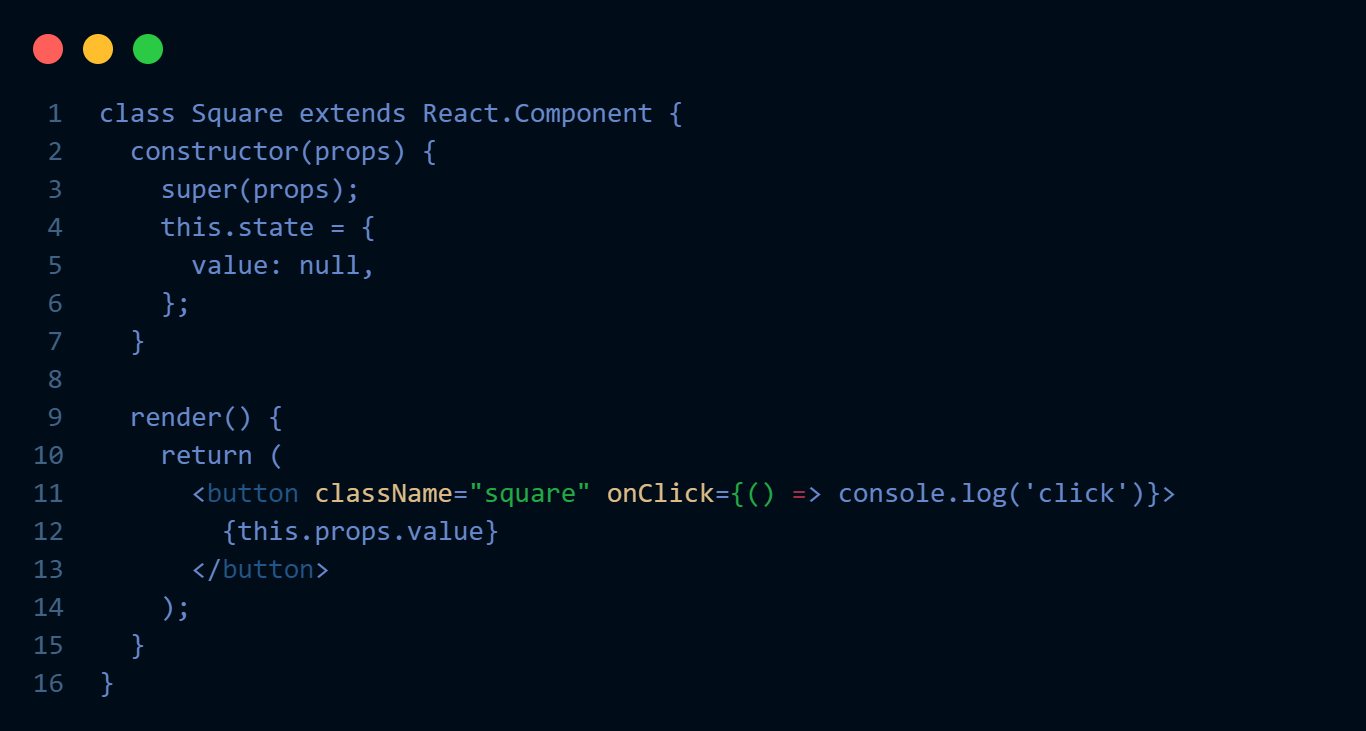 1 class Square extends React.Component {
2   constructor(props) {
3     super(props);
4     this.state = {
5       value: null,
6     };
7   }
8
9   render() {
10     return (
11       <button className="square" onClick={() => console.log('click')}>
12         {this.props.value}
13       </button>
14     );
15   }
16 }